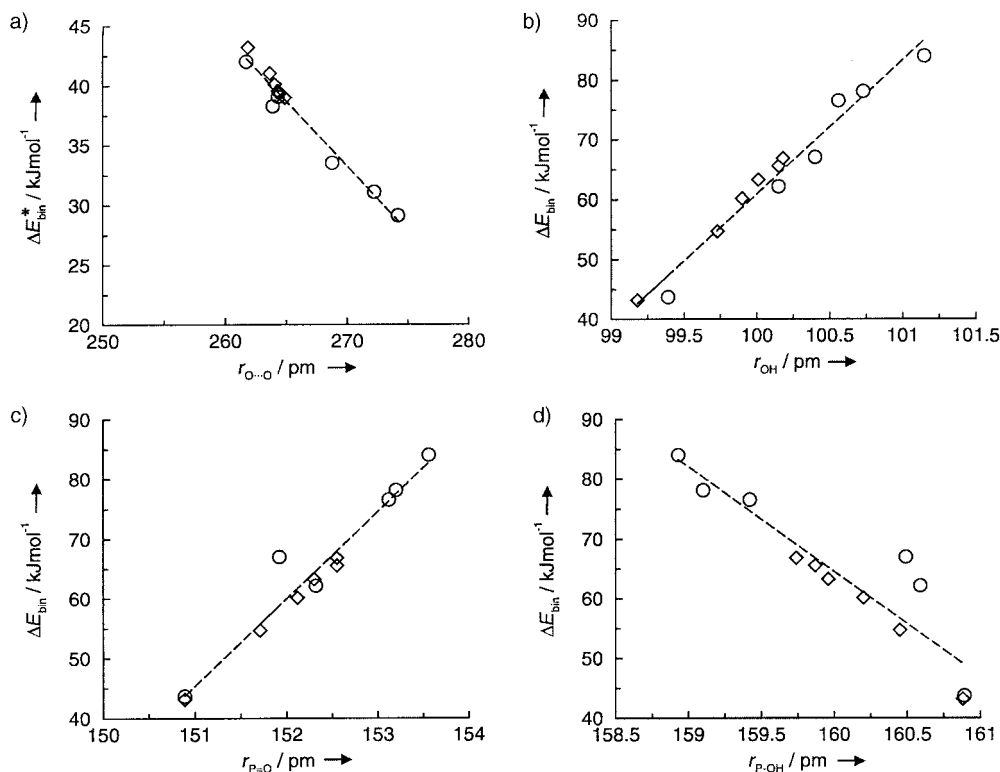 a)
45
40
35
30
25
20
250 260 270 280
ΔE*bin / kJmol⁻¹ →
rO···O / pm →
b)
90
80
70
60
50
40
99 99.5 100 100.5 101 101.5
ΔEbin / kJmol⁻¹ →
rOH / pm →
c)
90
80
70
60
50
40
150 151 152 153 154
ΔEbin / kJmol⁻¹ →
rP=O / pm →
d)
90
80
70
60
50
40
158.5 159 159.5 160 160.5 161
ΔEbin / kJmol⁻¹ →
rP-OH / pm →